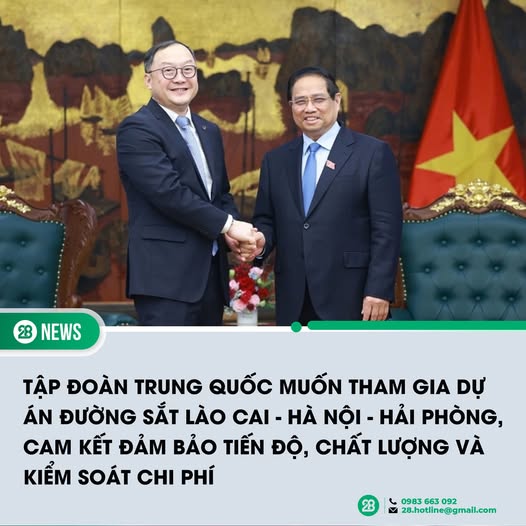 28 NEWS
TẬP ĐOÀN TRUNG QUỐC MUỐN THAM GIA DỰ
ÁN ĐƯỜNG SẮT LÀO CAI - HÀ NỘI - HẢI PHÒNG,
CAM KẾT ĐẢM BẢO TIẾN ĐỘ, CHẤT LƯỢNG VÀ
KIỂM SOÁT CHI PHÍ
28
0983 663 092
28.hotline@gmail.com